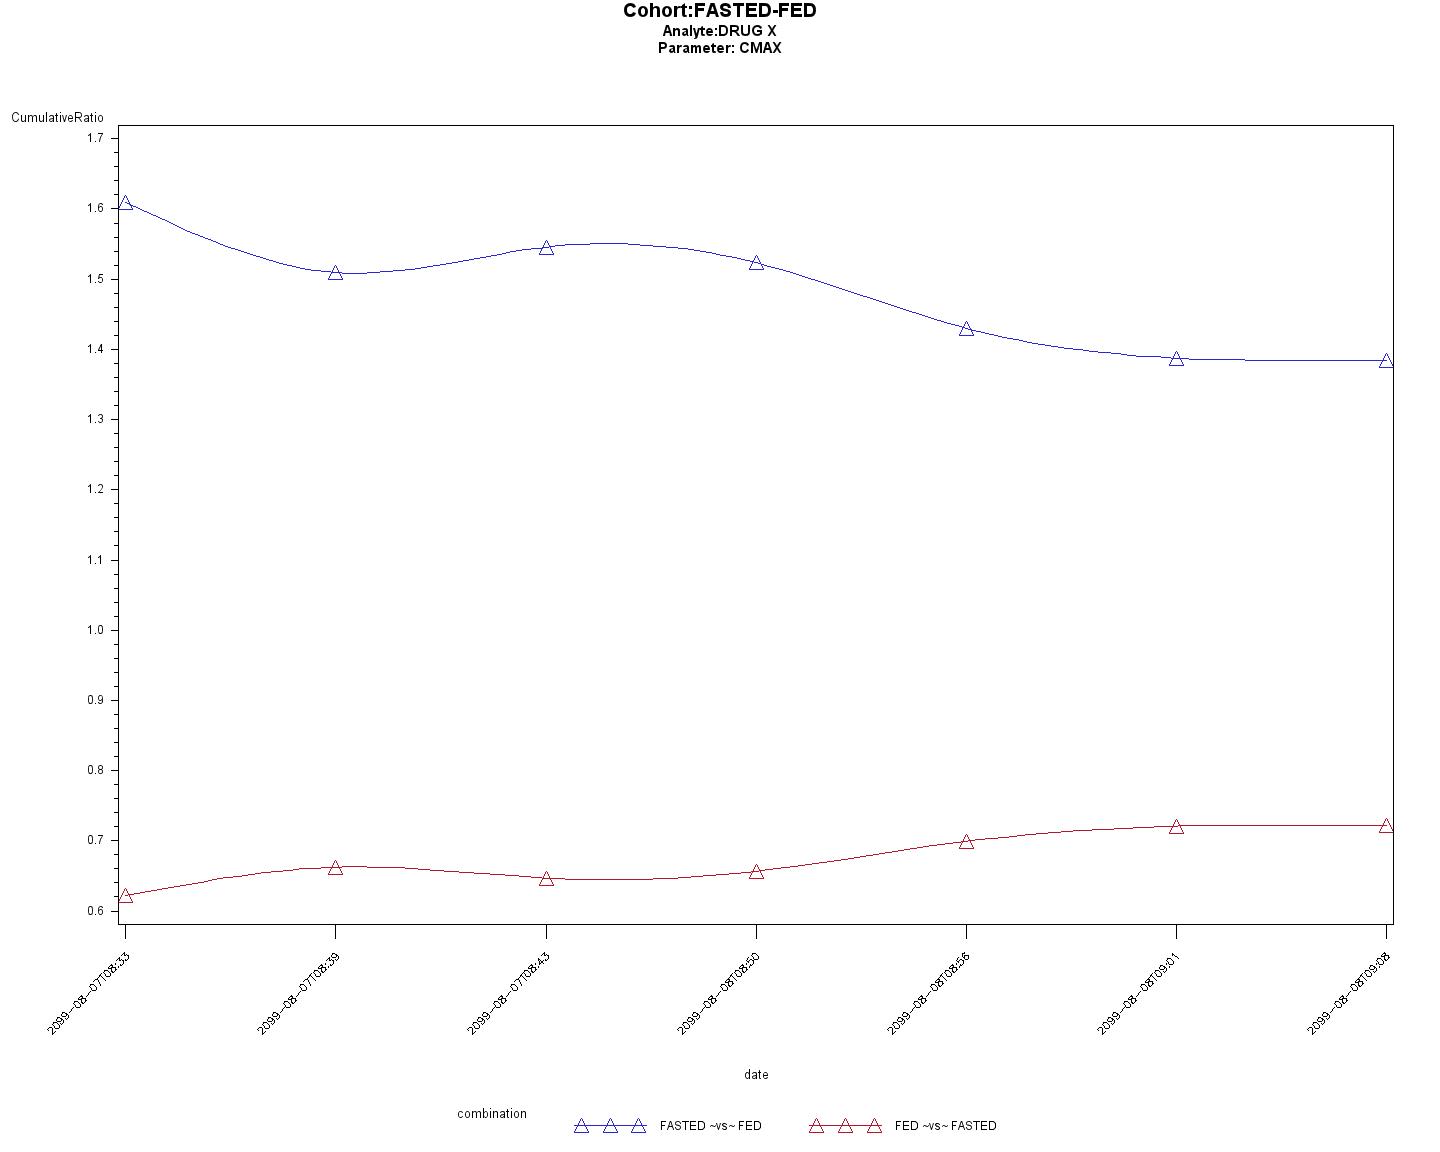 Cohort:FASTED-FED
Analyte:DRUG X
Parameter: CMAX
CumulativeRatio
1.7
1.6
1.5
1.4
1.3
1.2
1.1
1.0
0.9
0.8
0.7
0.6
2099-08-07T08:33
2099-08-07T08:39
2099-08-07T08:43
2099-08-08T08:50
2099-08-08T08:56
2099-08-08T09:01
2099-08-08T09:08
date
combination
FASTED ~vs~ FED
FED ~vs~ FASTED